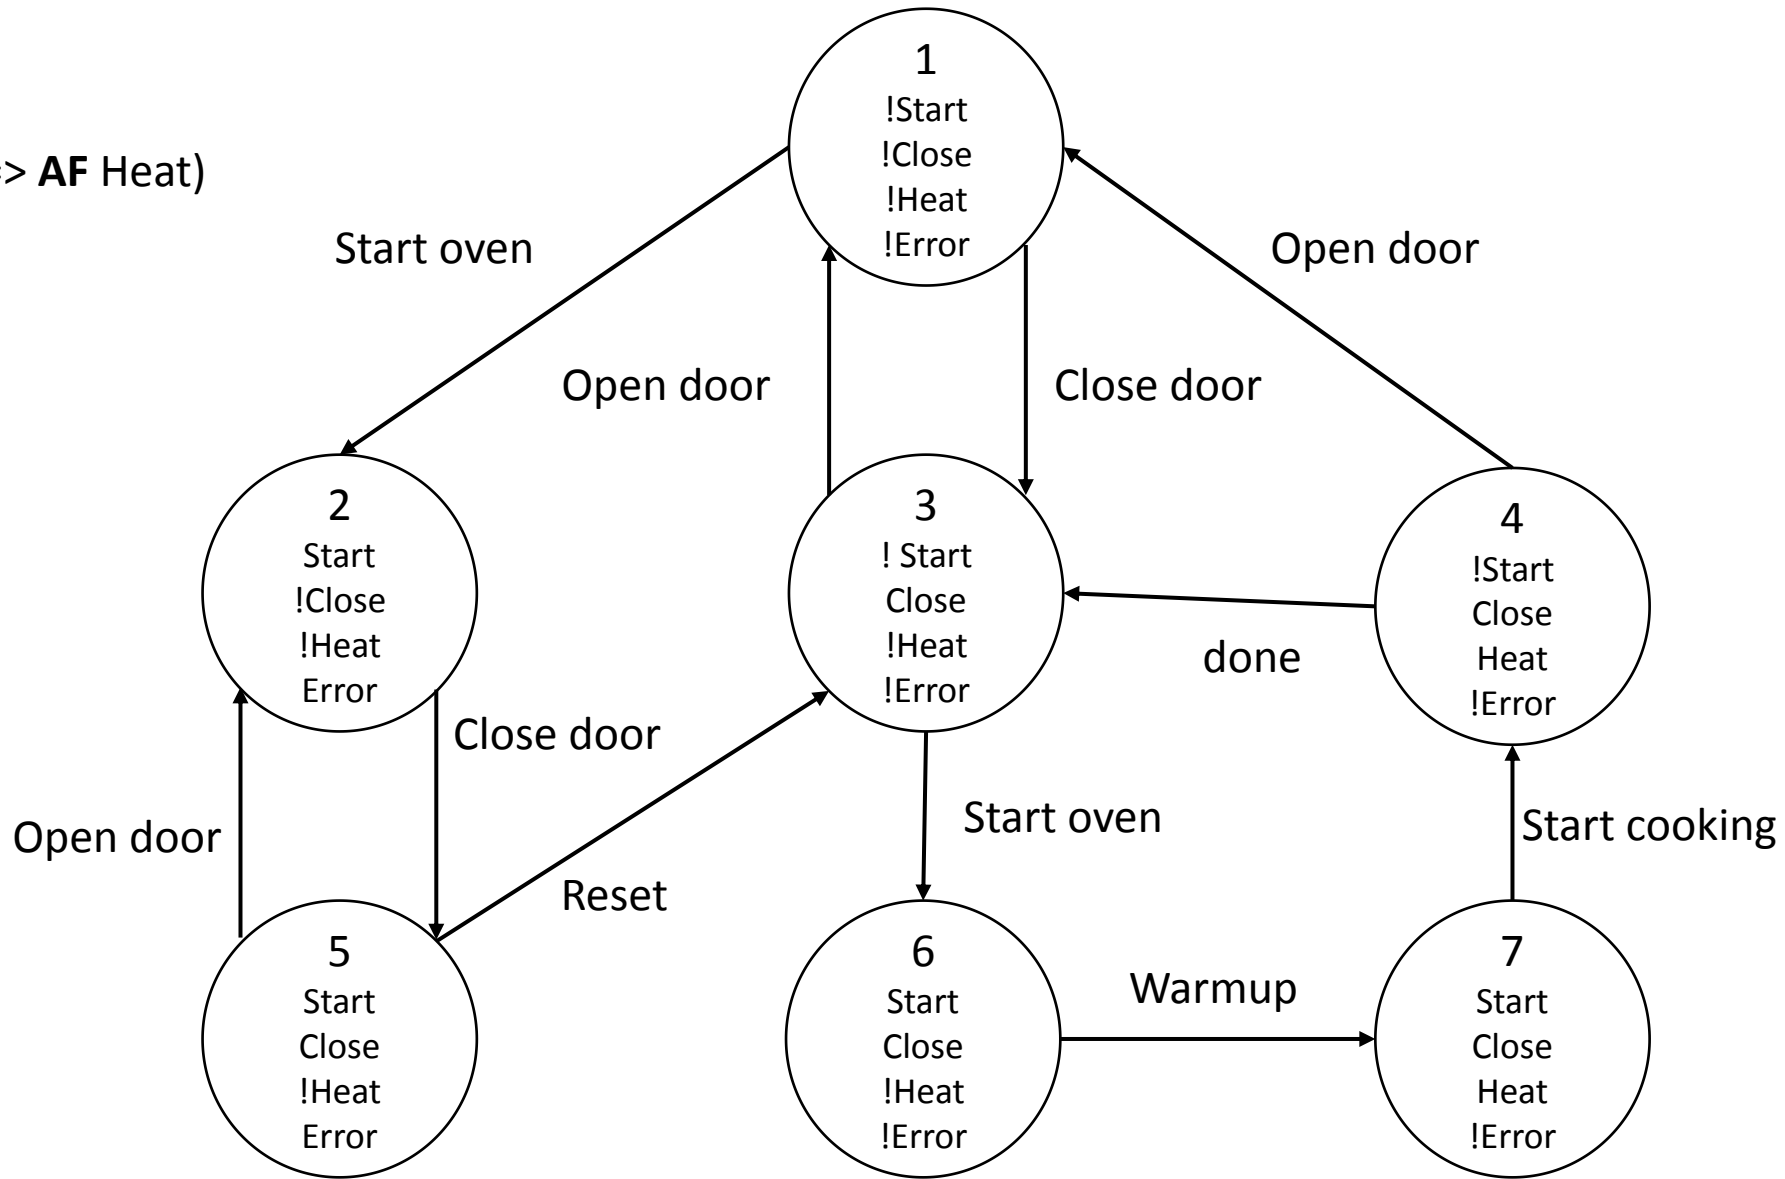 1
!Start
!Close
!Heat
!Error
> AF Heat)
Start oven
Open door
Open door
Close door
2
Start
!Close
!Heat
Error
3
! Start
Close
!Heat
!Error
4
!Start
Close
Heat
!Error
done
Close door
Open door
Start oven
Start cooking
Reset
5
Start
Close
!Heat
Error
6
Start
Close
!Heat
!Error
Warmup
7
Start
Close
Heat
!Error